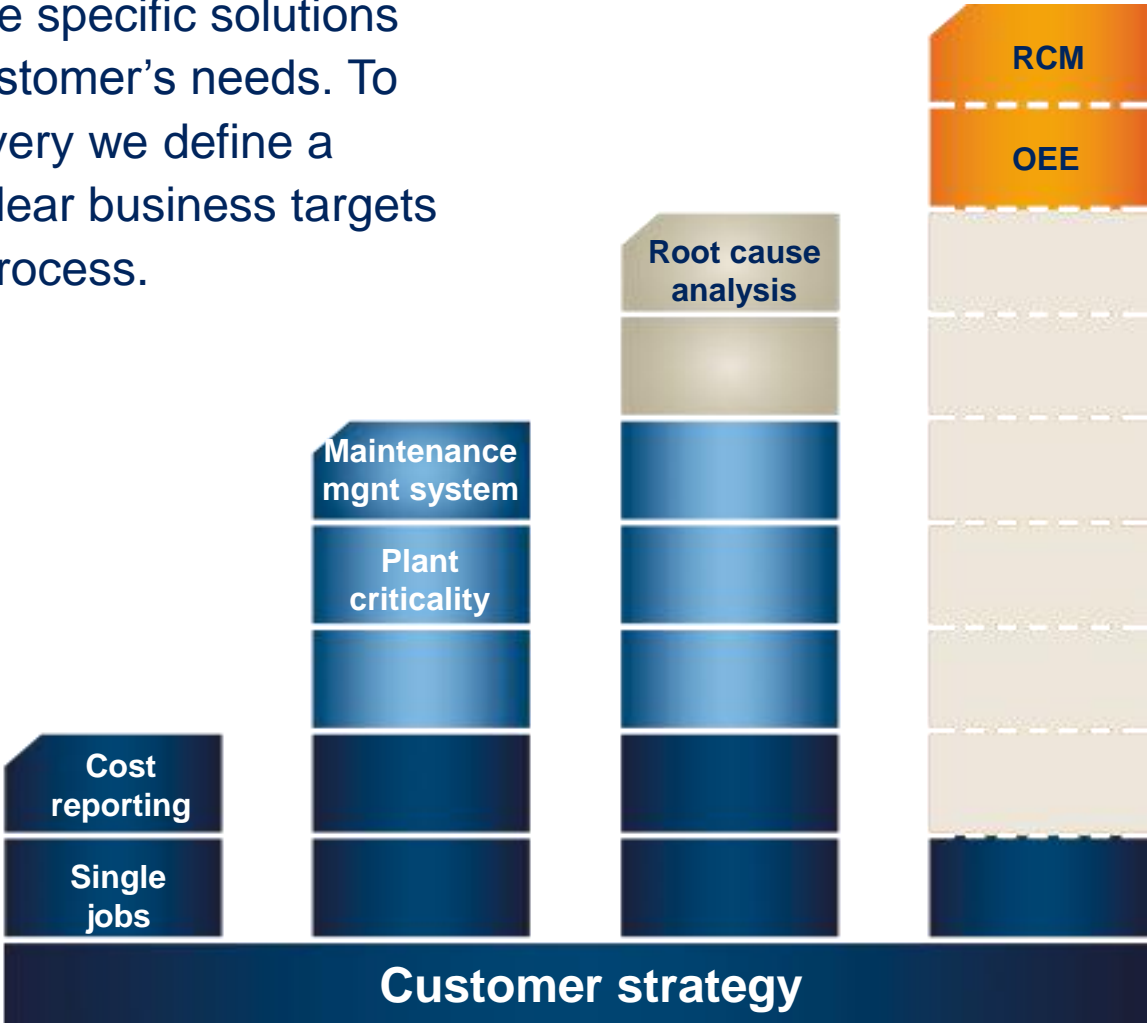 e specific solutions
stomer’s needs. To
very we define a
lear business targets
rocess.
RCM
OEE
Root cause
analysis
Maintenance
mgnt system
Plant
criticality
Cost
reporting
Single
jobs
Customer strategy